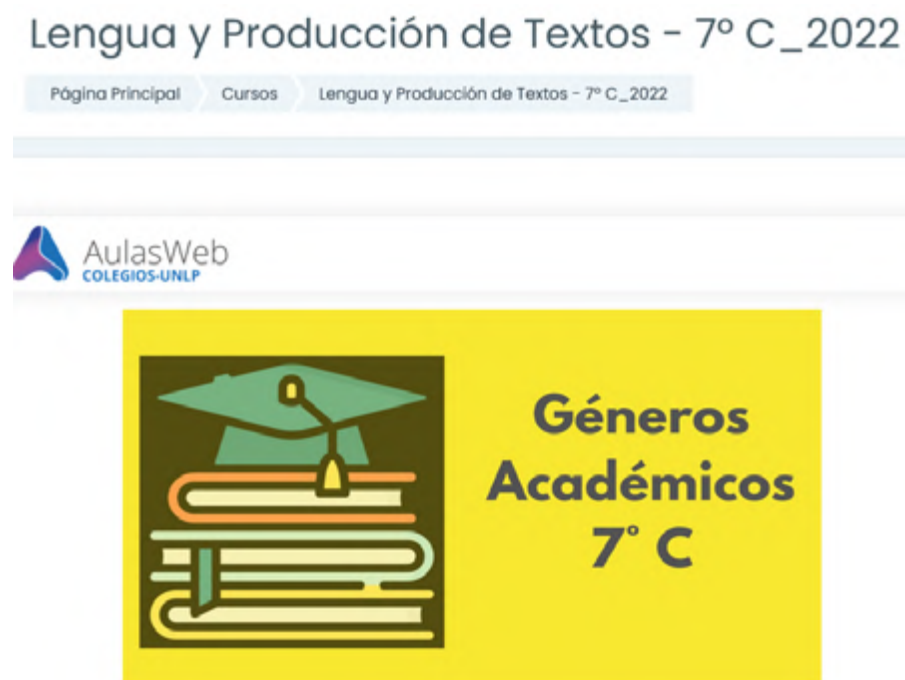 Lengua y Producción de Textos - 7º C_2022
Página Principal Cursos Lengua y Producción de Textos - 7º C_2022
AulasWeb
COLEGIOS-UNLP
Géneros
Académicos
7° C